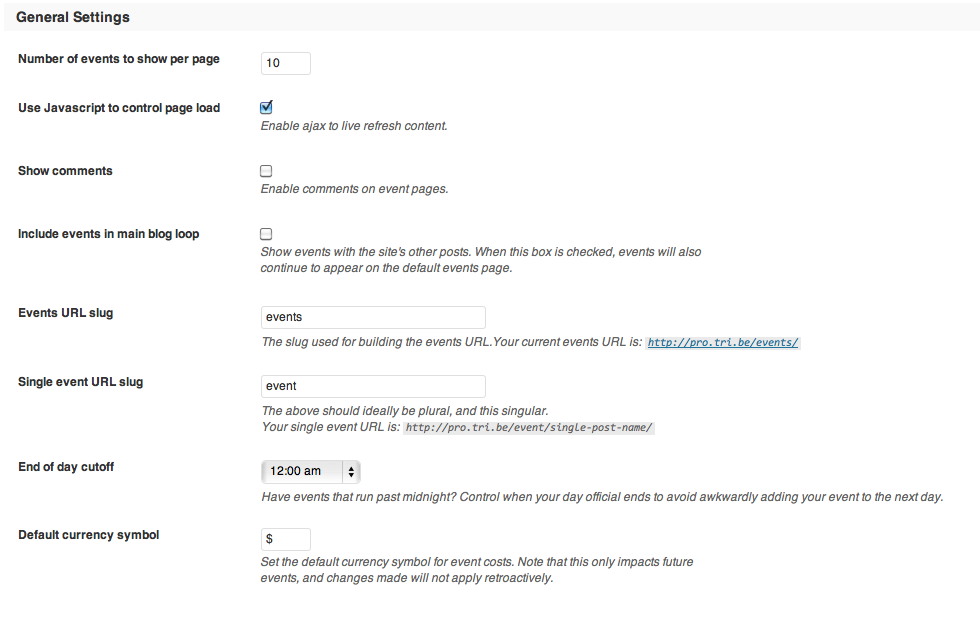 General Settings
Number of events to show per page
10
Use Javascript to control page load
Enable ajax to live refresh content.
Show comments
Enable comments on event pages.
Include events in main blog loop
Show events with the site's other posts. When this box is checked, events will also
continue to appear on the default events page.
Events URL slug
events
The slug used for building the events URL.Your current events URL is: http://pro.tri.be/events/
Single event URL slug
event
The above should ideally be plural, and this singular.
Your single event URL is: http://pro.tri.be/event/single-post-name/
End of day cutoff
12:00 am
Have events that run past midnight? Control when your day official ends to avoid awkwardly adding your event to the next day.
Default currency symbol
$
Set the default currency symbol for event costs. Note that this only impacts future
events, and changes made will not apply retroactively.